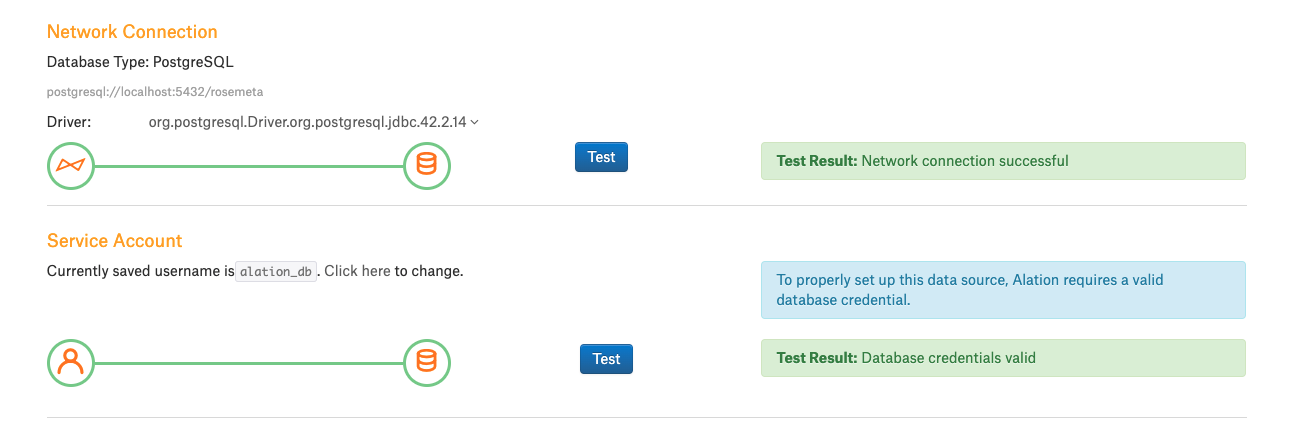 Network Connection
Database Type: PostgreSQL
postgresql://localhost:5432/rosemeta
Driver: org.postgresql.Driver.org.postgresql.jdbc.42.2.14
Test
Test Result: Network connection successful
Service Account
Currently saved username is alation_db. Click here to change.
To properly set up this data source, Alation requires a valid
database credential.
Test
Test Result: Database credentials valid